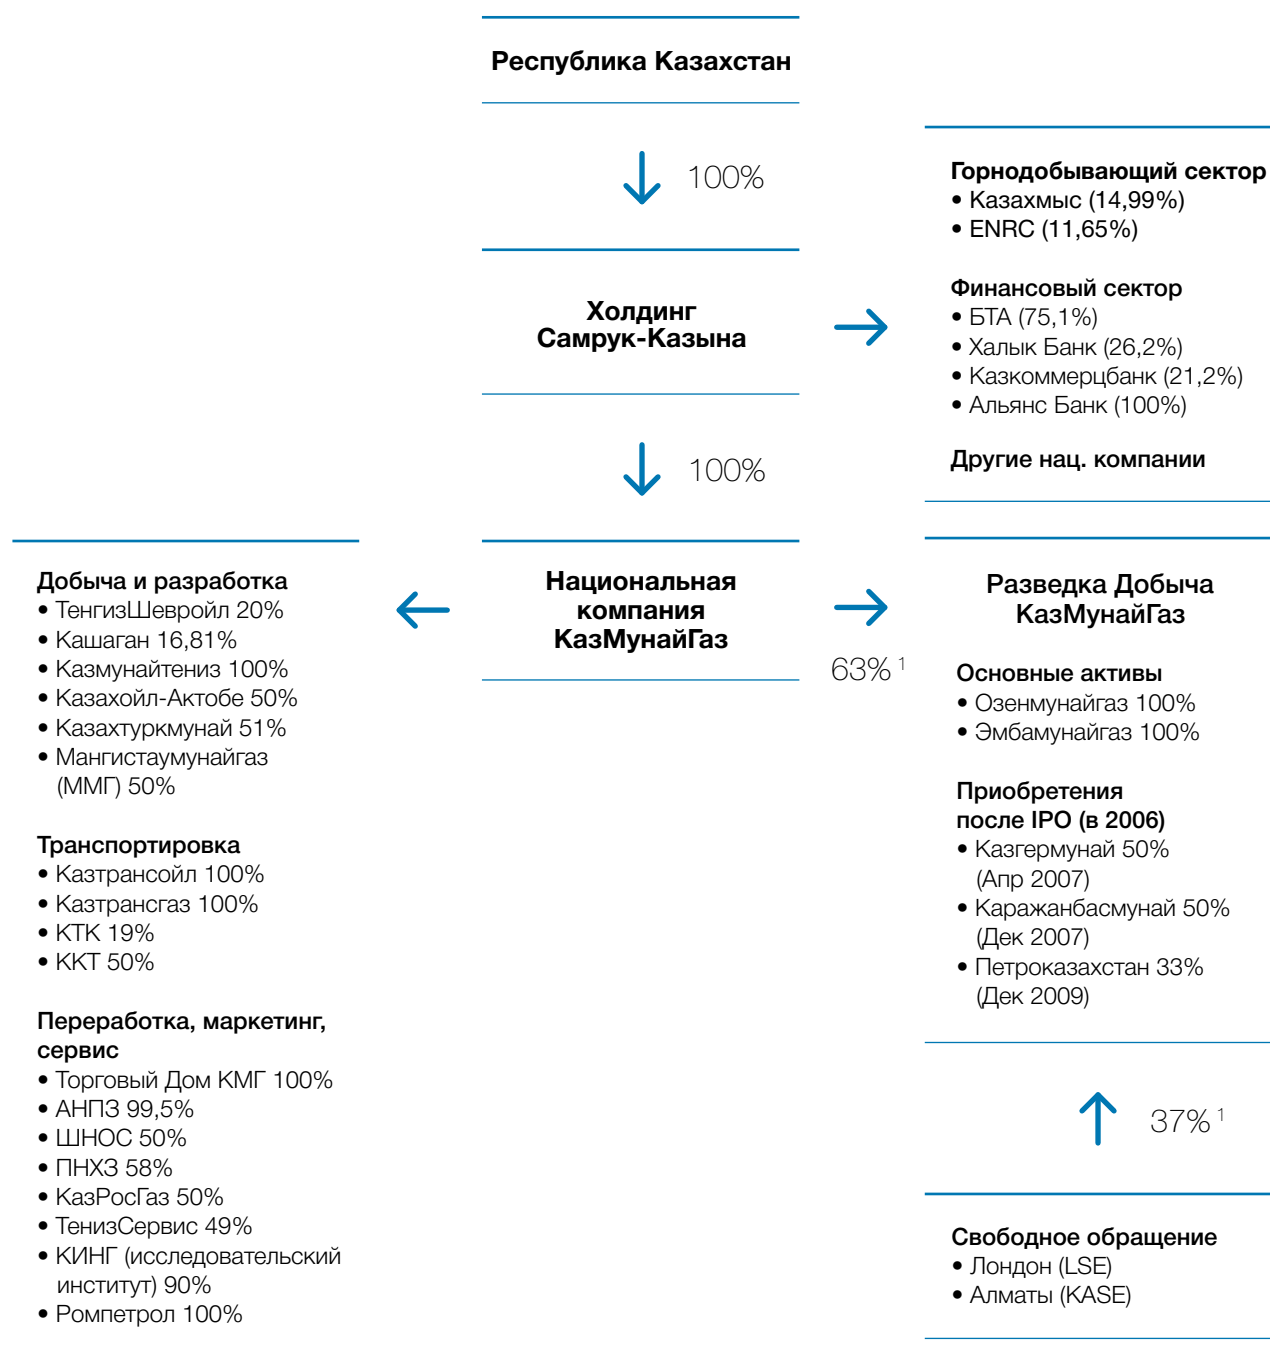 Республика Казахстан
100%
Холдинг
Самрук-Казына
Горнодобывающий сектор
• Казахмыс (14,99%)
• ENRC (11,65%)
Финансовый сектор
• БТА (75,1%)
• Халык Банк (26,2%)
• Казкоммерцбанк (21,2%)
• Альянс Банк (100%)
Другие нац. компании
100%
Национальная
компания
КазМунайГаз
Добыча и разработка
• ТенгизШевройл 20%
• Кашаган 16,81%
• Казмунайтениз 100%
• Казахойл-Актобе 50%
• Казахтуркмунай 51%
• Мангистаумунайгаз
(ММГ) 50%
Транспортировка
• Казтрансойл 100%
• Казтрансгаз 100%
• КТК 19%
• ККТ 50%
Переработка, маркетинг,
сервис
• Торговый Дом КМГ 100%
• АНПЗ 99,5%
• ШНОС 50%
• ПНХЗ 58%
• КазРосГаз 50%
• ТенизСервис 49%
• КИНГ (исследовательский
институт) 90%
• Ромпетрол 100%
63% 1
Разведка Добыча
КазМунайГаз
Основные активы
• Озенмунайгаз 100%
• Эмбамунайгаз 100%
Приобретения
после IPO (в 2006)
• Казгермунай 50%
(Апр 2007)
• Каражанбасмунай 50%
(Дек 2007)
• Петроказахстан 33%
(Дек 2009)
37% 1
Свободное обращение
• Лондон (LSE)
• Алматы (KASE)